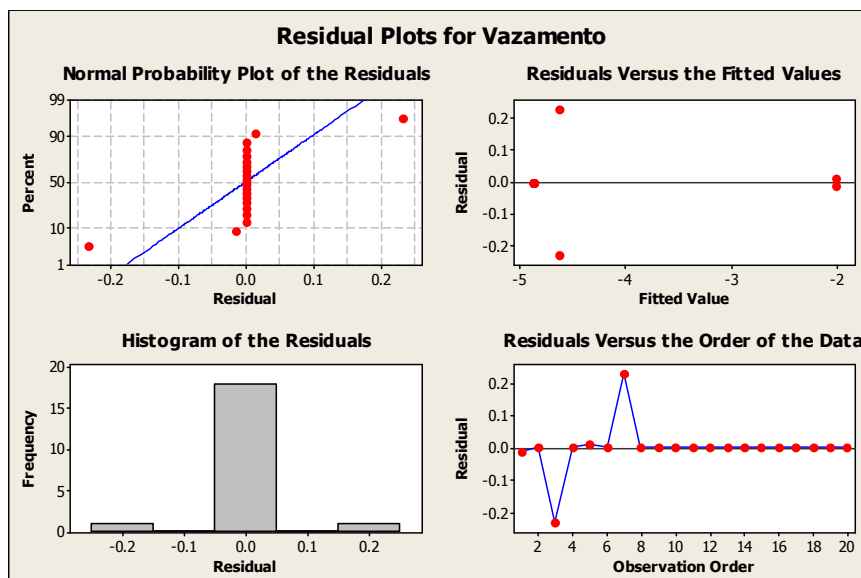 Residual Plots for Vazamento
Normal Probability Plot of the Residuals
99
90
50
10
1
Percent
-0.2 -0.1 0.0 0.1 0.2
Residual
Residuals Versus the Fitted Values
0.2
0.1
0.0
-0.1
-0.2
Residual
-5 -4 -3 -2
Fitted Value
Histogram of the Residuals
20
15
10
5
0
Frequency
-0.2 -0.1 0.0 0.1 0.2
Residual
Residuals Versus the Order of the Data
0.2
0.1
0.0
-0.1
-0.2
Residual
2 4 6 8 10 12 14 16 18 20
Observation Order